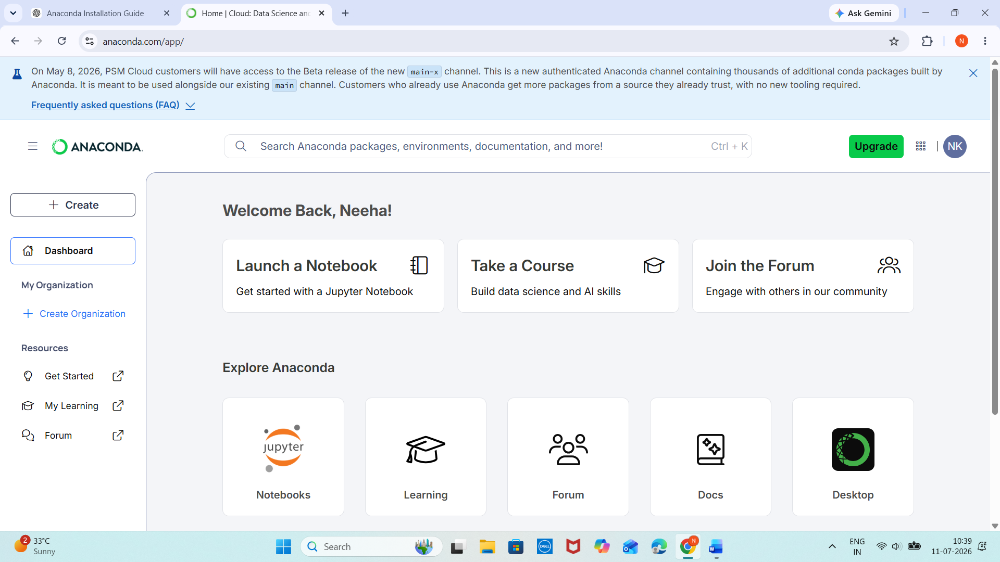 Anaconda Installation Guide
Home | Cloud: Data Science an
Ask Gemini
anaconda.com/app/
N
On May 8, 2026, PSM Cloud customers will have access to the Beta release of the new main-x channel. This is a new authenticated Anaconda channel containing thousands of additional conda packages built by
Anaconda. It is meant to be used alongside our existing main channel. Customers who already use Anaconda get more packages from a source they already trust, with no new tooling required.
Frequently asked questions (FAQ)
ANACONDA.
Search Anaconda packages, environments, documentation, and more!
Ctrl + K
Upgrade
NK
Create
Dashboard
My Organization
Create Organization
Resources
Get Started
My Learning
Forum
Welcome Back, Neeha!
Launch a Notebook
Get started with a Jupyter Notebook
Take a Course
Build data science and AI skills
Join the Forum
Engage with others in our community
Explore Anaconda
jupyter
Notebooks
Learning
Forum
Docs
Desktop
2
33°C
Sunny
Search
DELL
N
W
ENG
IN
10:39
11-07-2026